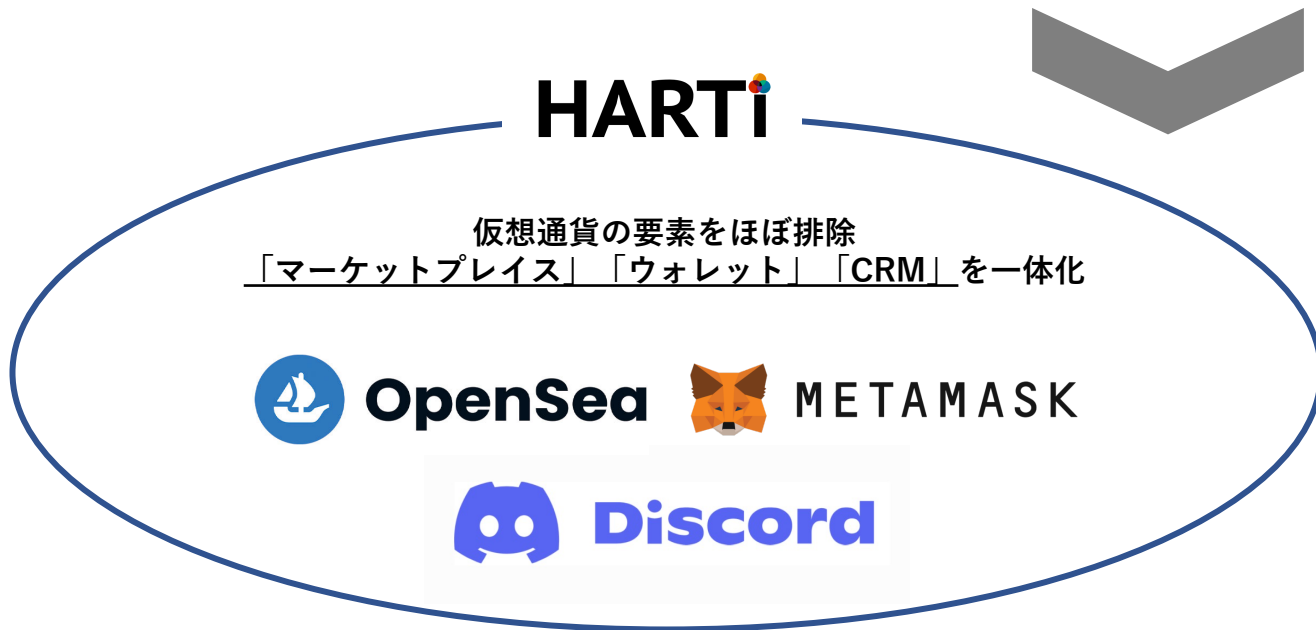 HARTi
仮想通貨の要素をほぼ排除
「マーケットプレイス」「ウォレット」「CRM」を一体化
OpenSea METAMASK
Discord